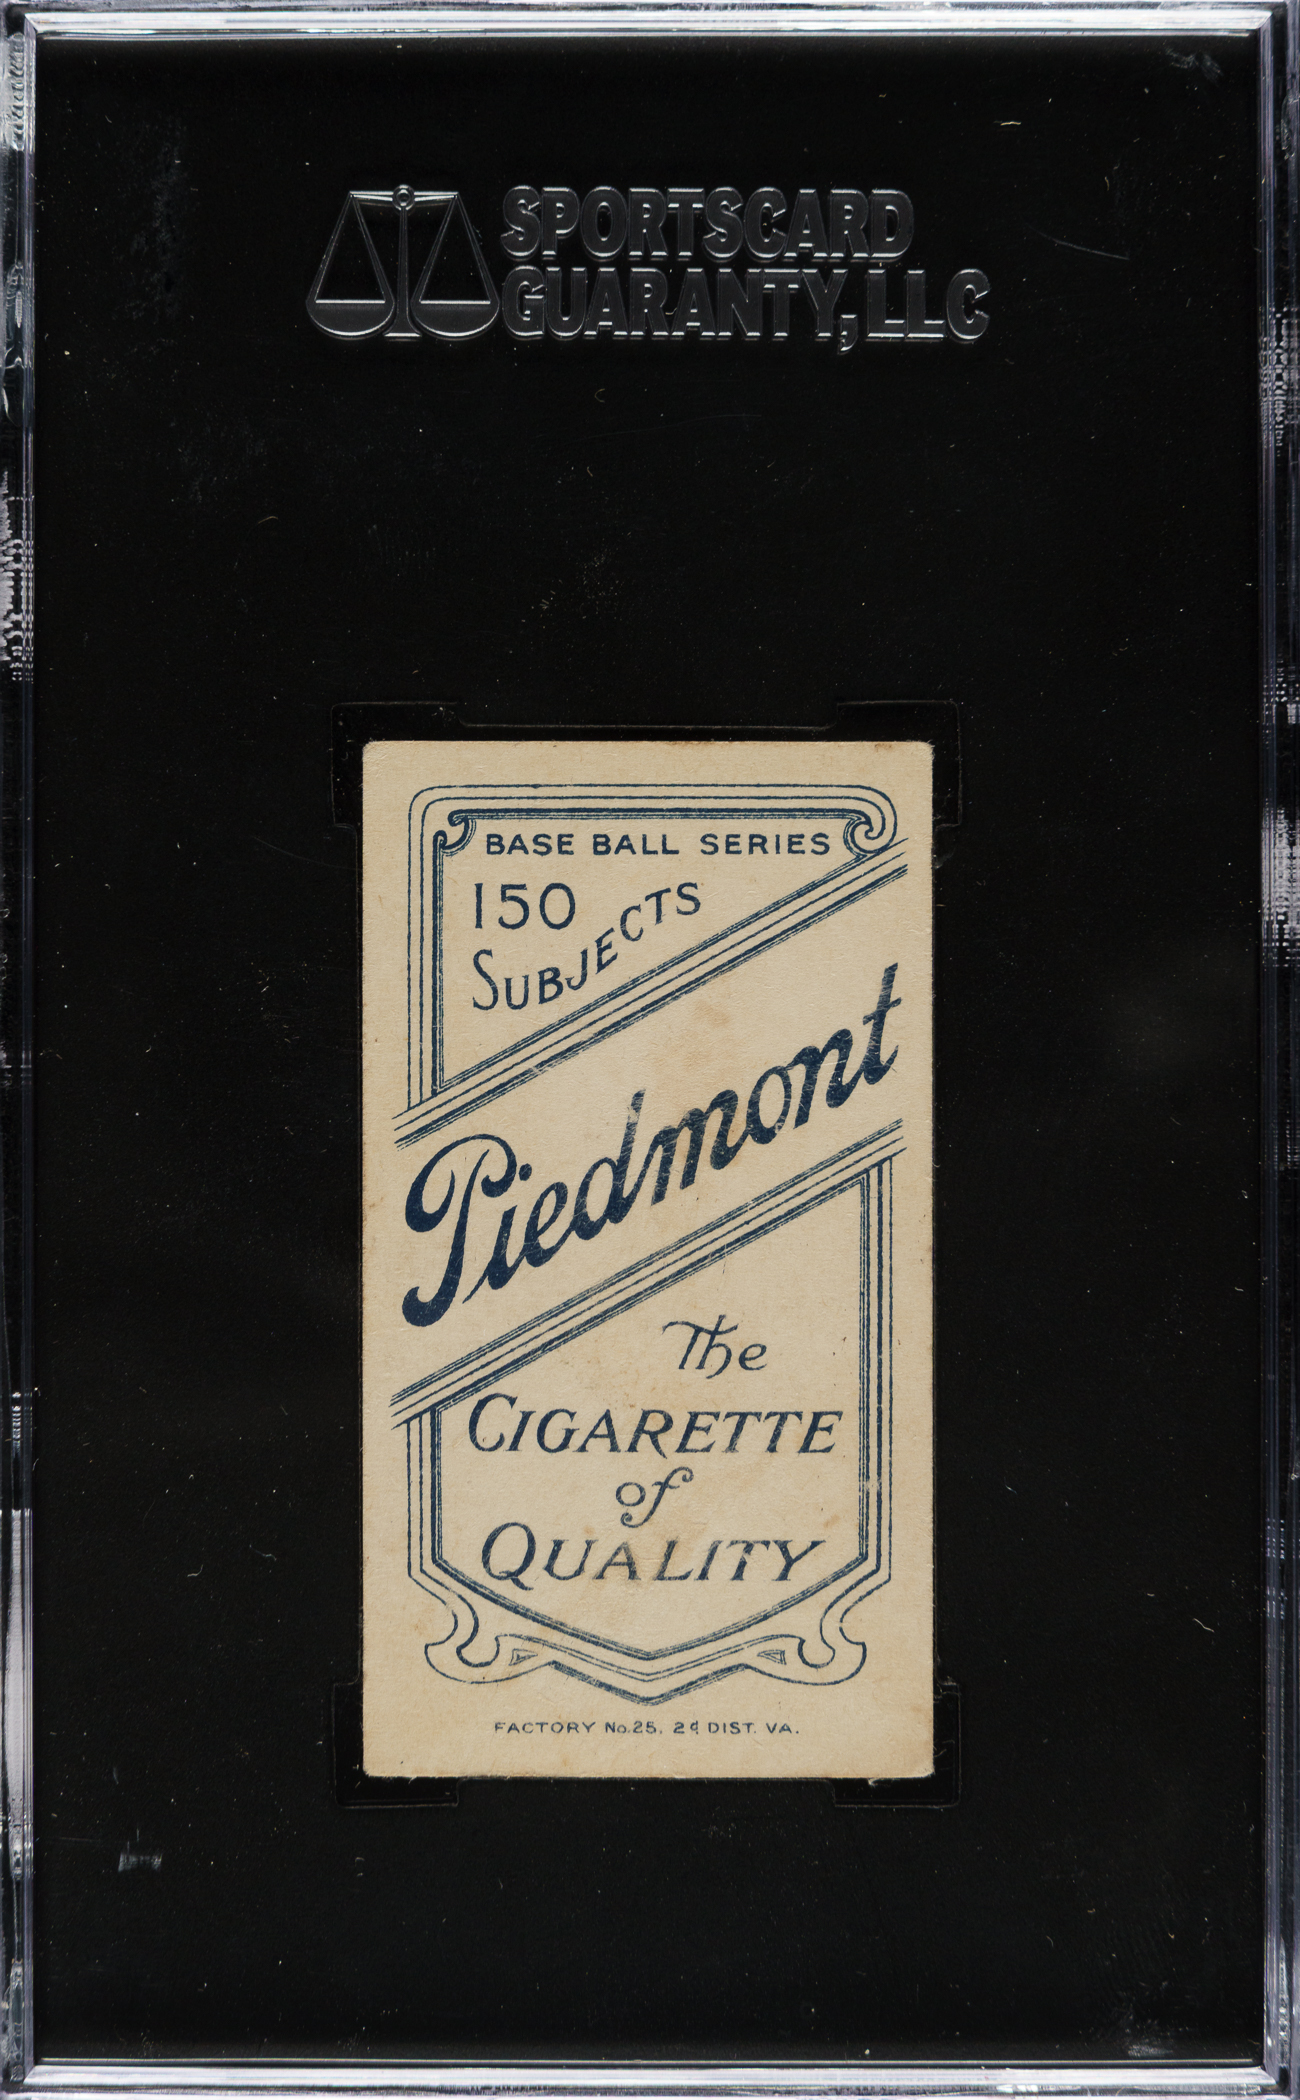 SPORTSCARD
GUARANTY, LLC
BASE BALL SERIES
150
SUBJECTS
Piedmont
The
CIGARETTE
of
QUALITY
FACTORY No. 25, 2d DIST. VA.